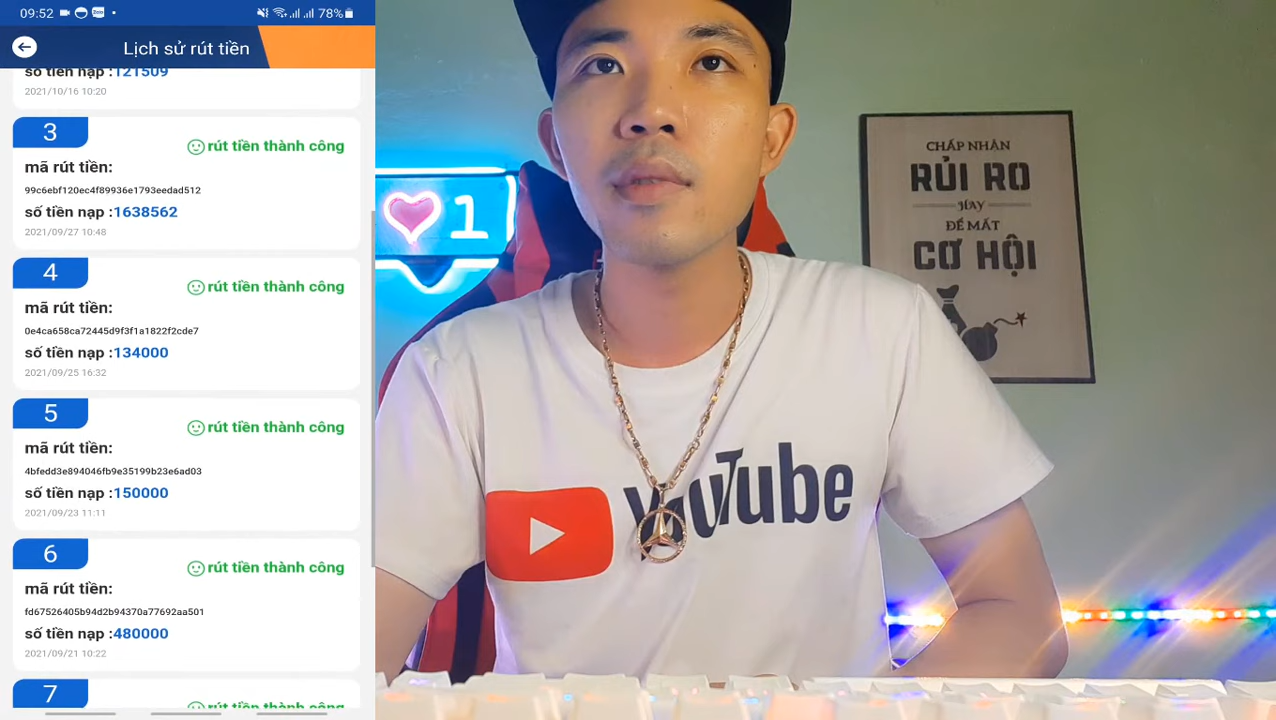 09:52
Zalo
78%
Lịch sử rút tiền
số tiền nạp :121509
2021/10/16 10:20
3
rút tiền thành công
mã rút tiền:
99c6ebf120ec4f89936e1793eedad512
số tiền nạp :1638562
2021/09/27 10:48
4
rút tiền thành công
mã rút tiền:
0e4ca658ca72445d9f3f1a1822f2cde7
số tiền nạp :134000
2021/09/25 16:32
5
rút tiền thành công
mã rút tiền:
4bfedd3e894046fb9e35199b23e6ad03
số tiền nạp :150000
2021/09/23 11:11
6
rút tiền thành công
mã rút tiền:
fd67526405b94d2b94370a77692aa501
số tiền nạp :480000
2021/09/21 10:22
7
rút tiền thành công
1
CHẤP NHẬN
RỦI RO
HAY
ĐỂ MẤT
CƠ HỘI
YouTube